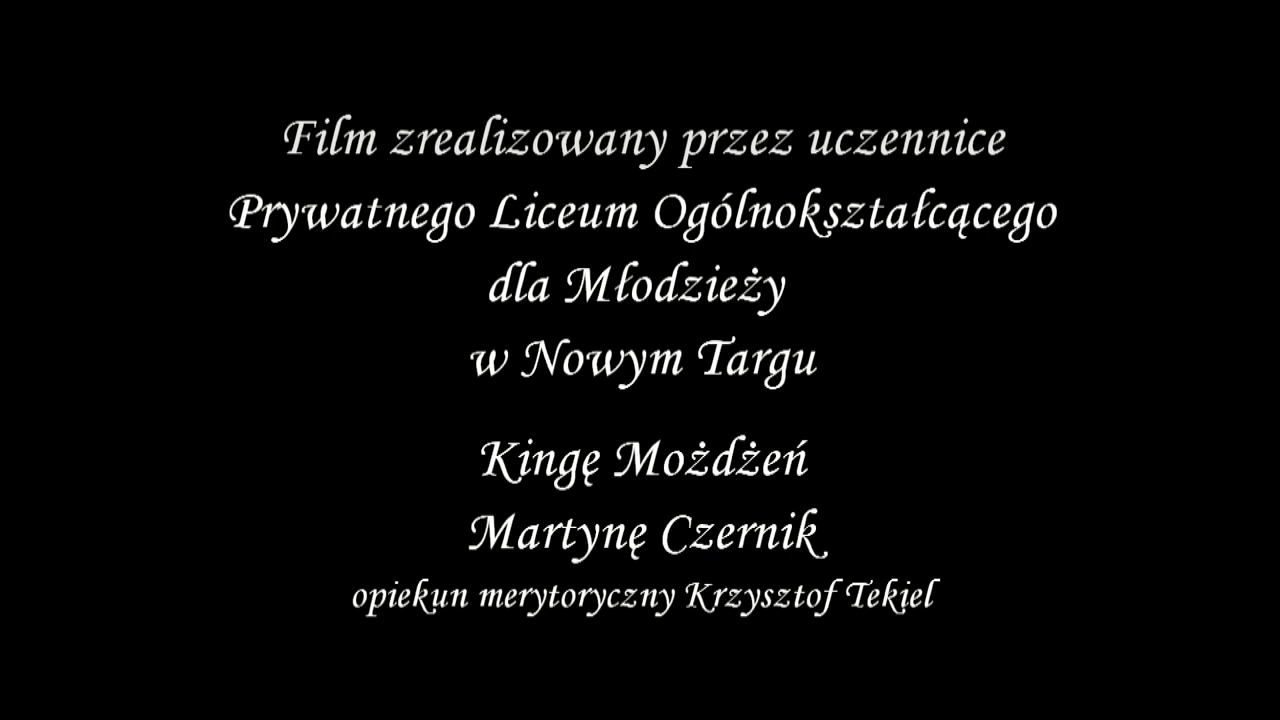 Film zrealizowany przez uczennice
Prywatnego Liceum Ogólnokształcącego
dla Młodzieży
w Nowym Targu
Kingę Możdżeń
Martynę Czernik
opiekun merytoryczny Krzysztof Tekiel